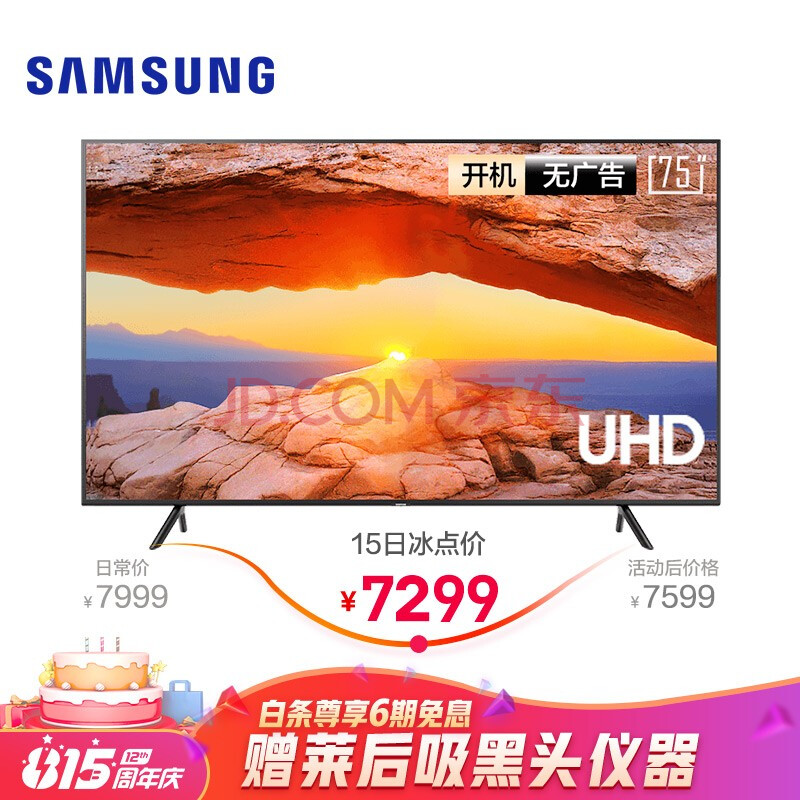 SAMSUNG
开机 无广告 [75"]
JD.COM 京东
UHD
15日冰点价
日常价
¥7999
¥7299
活动后价格
¥7599
白条尊享6期免息
815 12th
周年庆
赠莱后吸黑头仪器